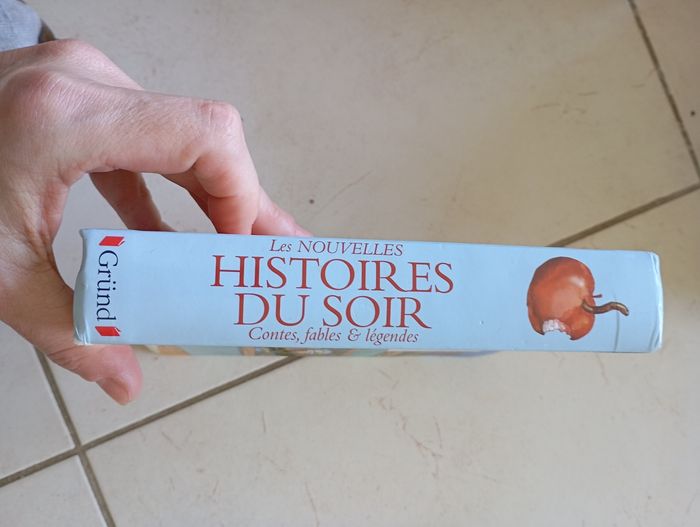 Les NOUVELLES
HISTOIRES
DU SOIR
Contes, fables & légendes
Gründ